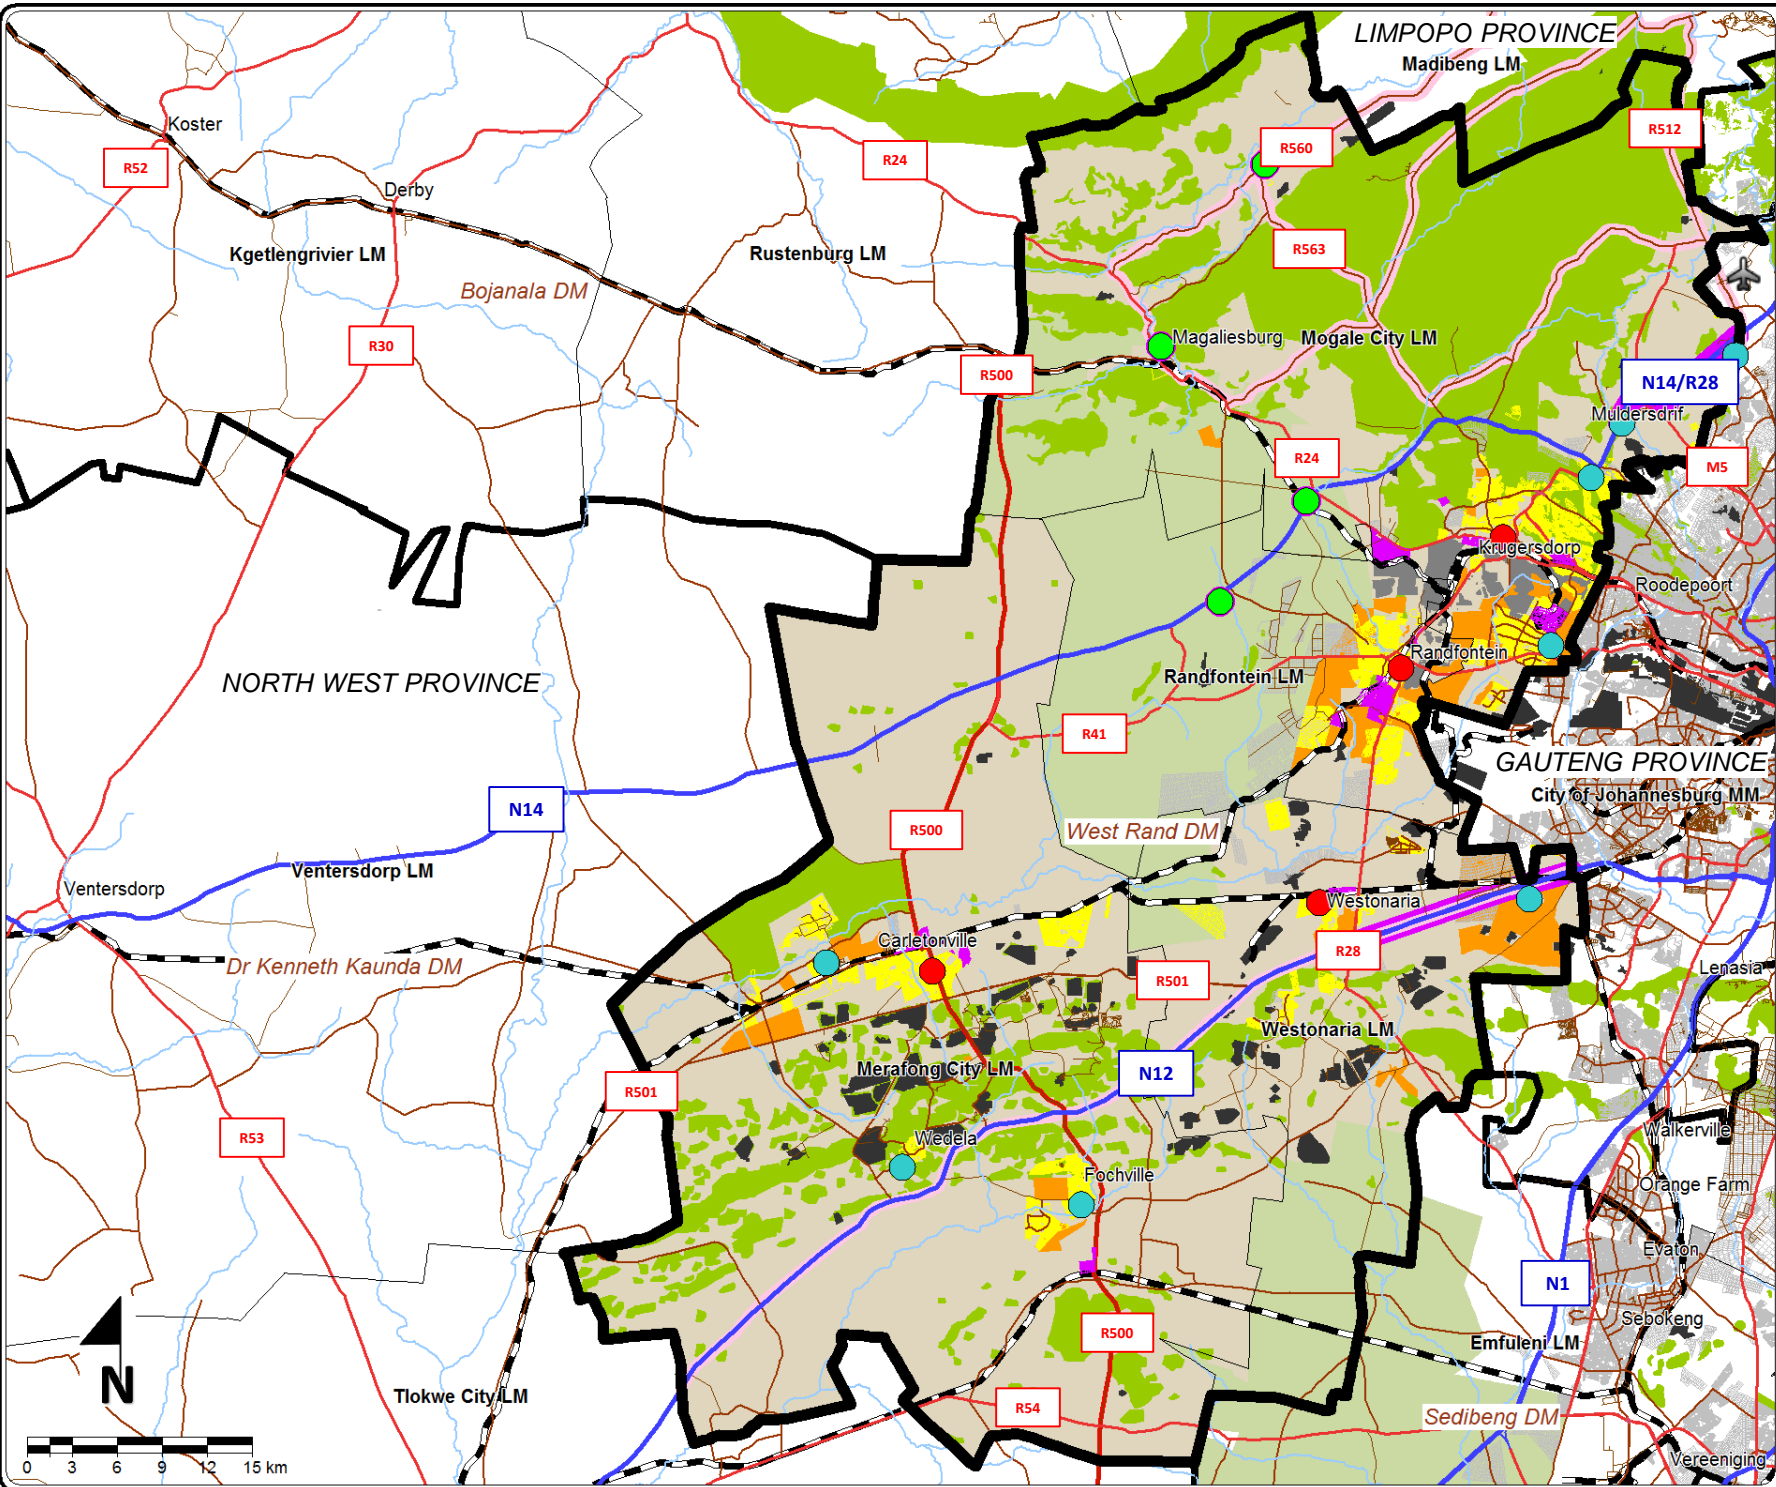 LIMPOPO PROVINCE
Madibeng LM
Koster
R512
R560
R52
R24
Derby
Kgetlengrivier LM
Rustenburg LM
R563
Bojanala DM
Magaliesburg
Mogale City LM
R30
R500
N14/R28
Muldersdrif
R24
M5
Krugersdorp
Roodepoort
Randfontein
NORTH WEST PROVINCE
Randfontein LM
R41
GAUTENG PROVINCE
City of Johannesburg MM
N14
R500
West Rand DM
Ventersdorp LM
Ventersdorp
Westonaria
Carletonville
R28
Dr Kenneth Kaunda DM
Lenasia
R501
Westonaria LM
Merafong City LM
N12
R501
R53
Wedela
Walkerville
Fochville
Orange Farm
Evaton
N1
Sebokeng
R500
Emfuleni LM
N
Tlokwe City LM
R54
Sedibeng DM
Vereeniging
0 3 6 9 12 15 km